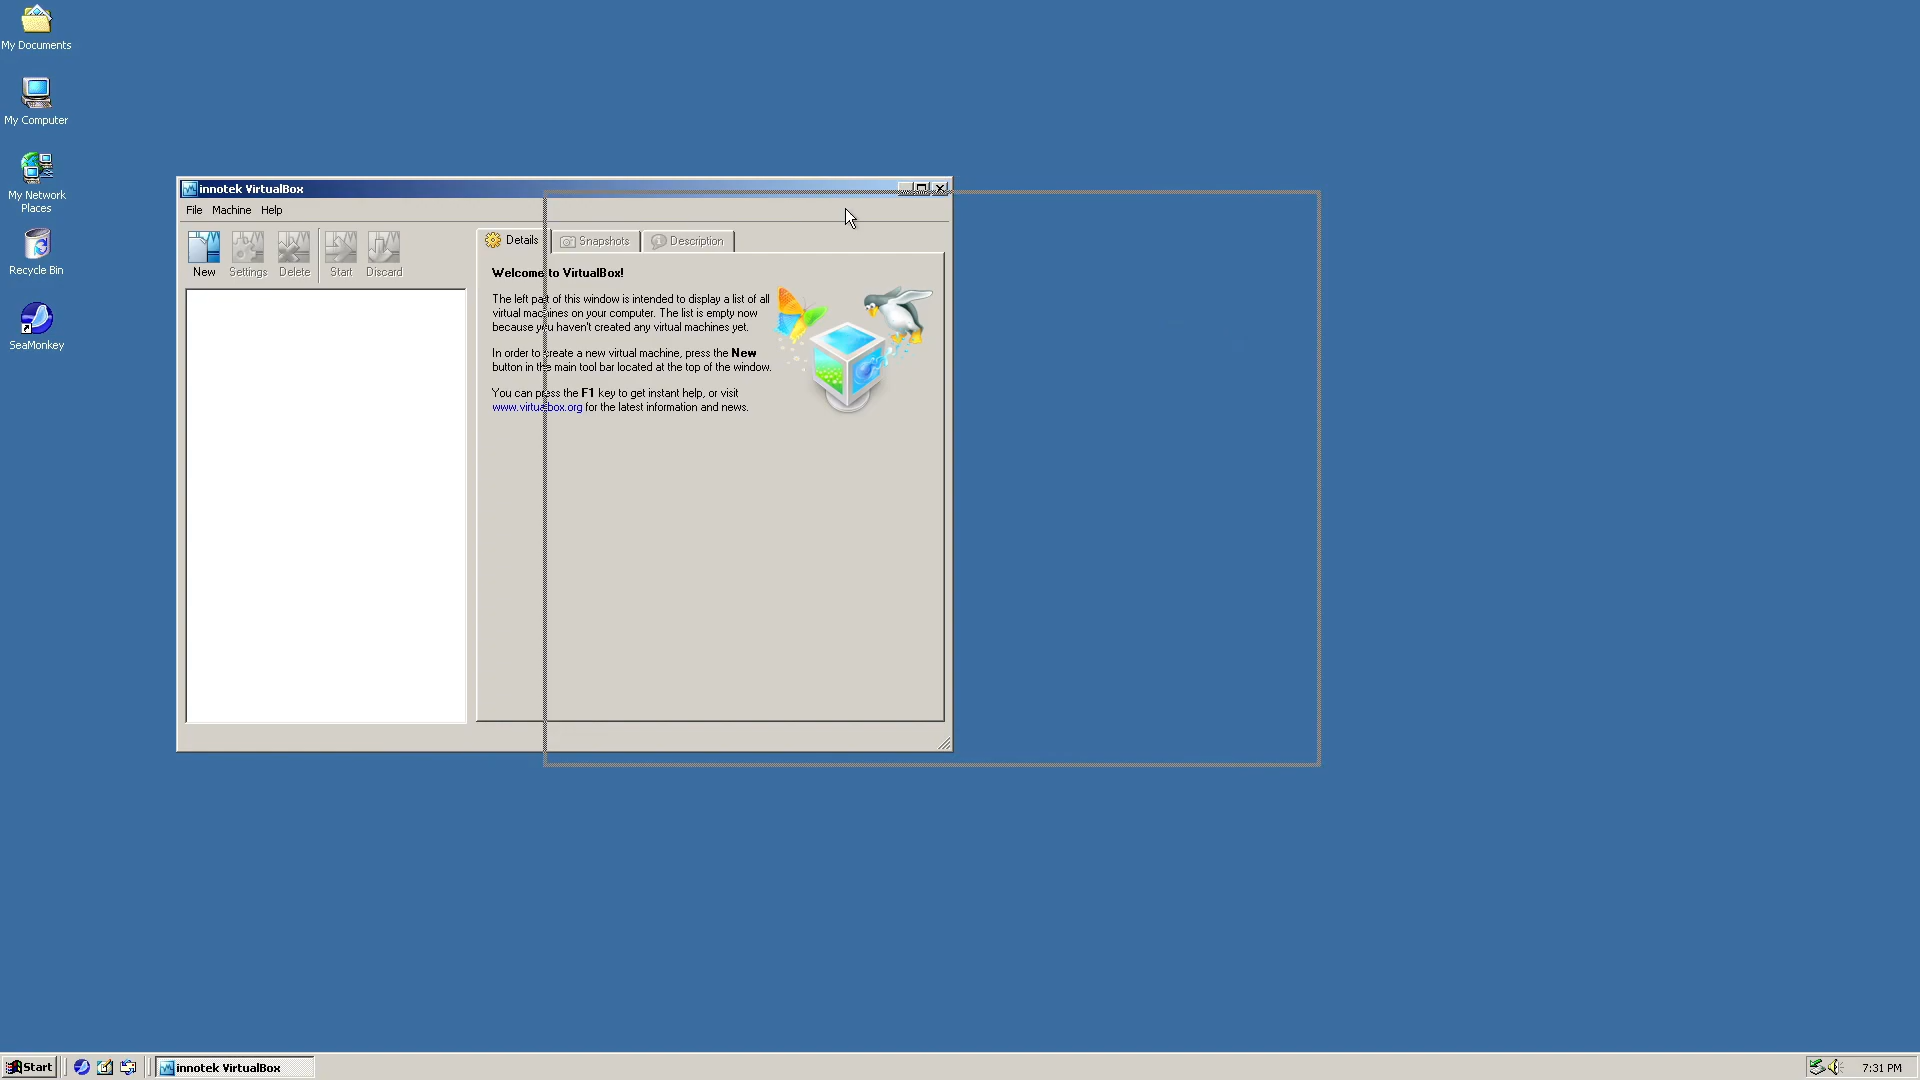 My Documents
My Computer
My Network
Places
Recycle Bin
SeaMonkey
innotek VirtualBox
File Machine Help
New Settings Delete Start Discard
Details Snapshots Description
Welcome to VirtualBox!
The left part of this window is intended to display a list of all
virtual machines on your computer. The list is empty now
because you haven't created any virtual machines yet.
In order to create a new virtual machine, press the New
button in the main tool bar located at the top of the window.
You can press the F1 key to get instant help, or visit
www.virtualbox.org for the latest information and news.
Start
innotek VirtualBox
7:31 PM